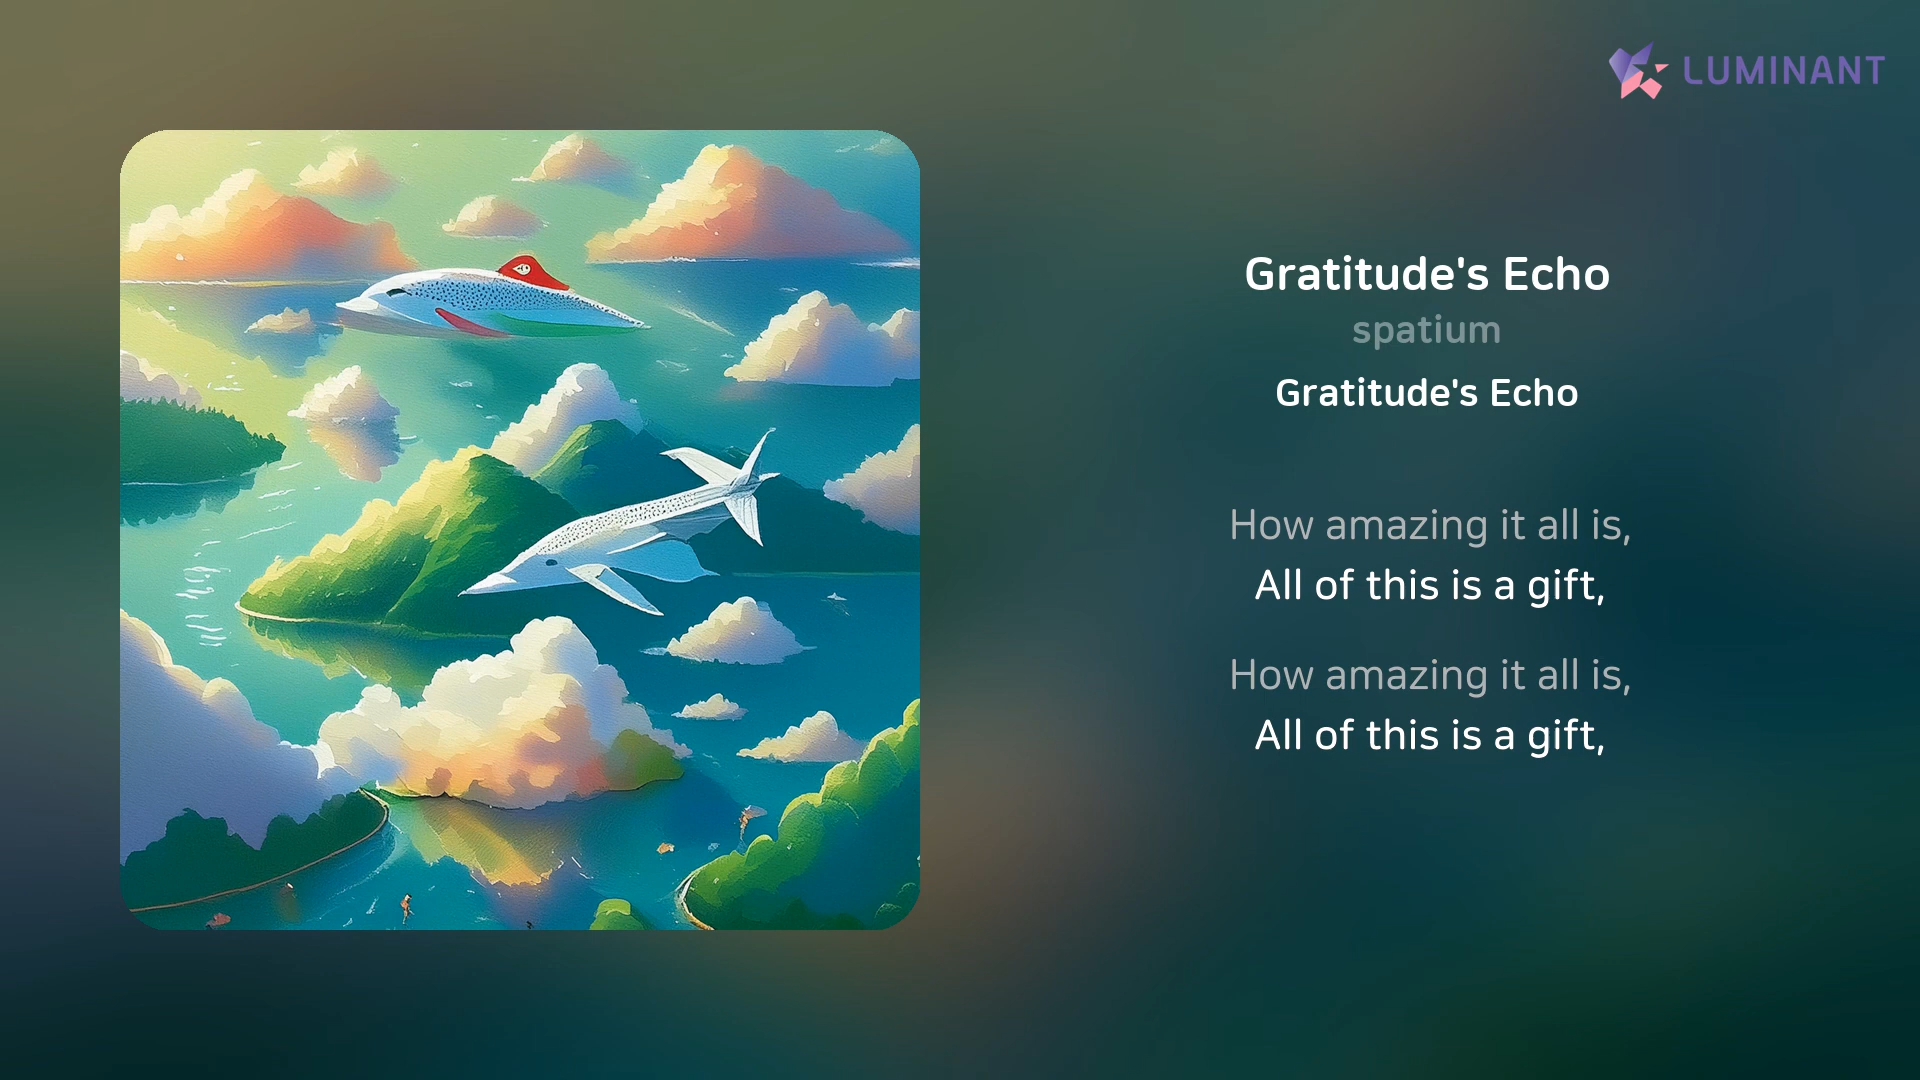 LUMINANT
Gratitude's Echo
spatium
Gratitude's Echo
How amazing it all is,
All of this is a gift,
How amazing it all is,
All of this is a gift,